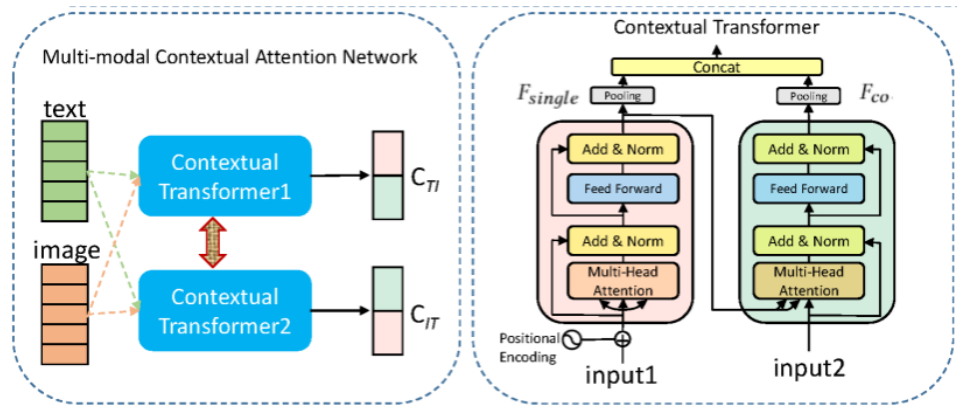 Multi-modal Contextual Attention Network
text
image
Contextual
Transformer1
Contextual
Transformer2
C_TI
C_IT
Contextual Transformer
Concat
F_single
Pooling
Pooling
F_co
Add & Norm
Feed Forward
Add & Norm
Multi-Head
Attention
Add & Norm
Feed Forward
Add & Norm
Multi-Head
Attention
Positional
Encoding
input1
input2